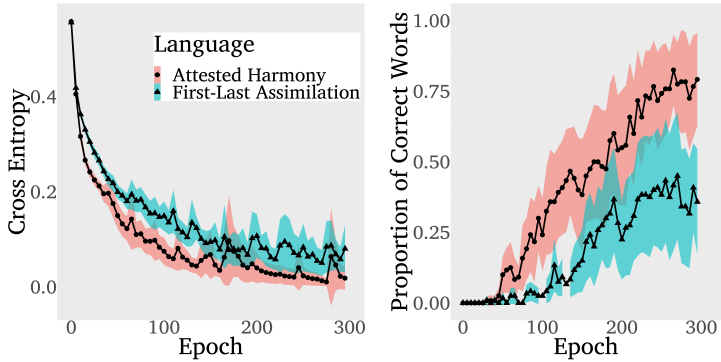 Cross Entropy
0.4
0.2
0.0
0
100
200
300
Epoch
Language
Attested Harmony
First-Last Assimilation
Proportion of Correct Words
1.00
0.75
0.50
0.25
0.00
0
100
200
300
Epoch